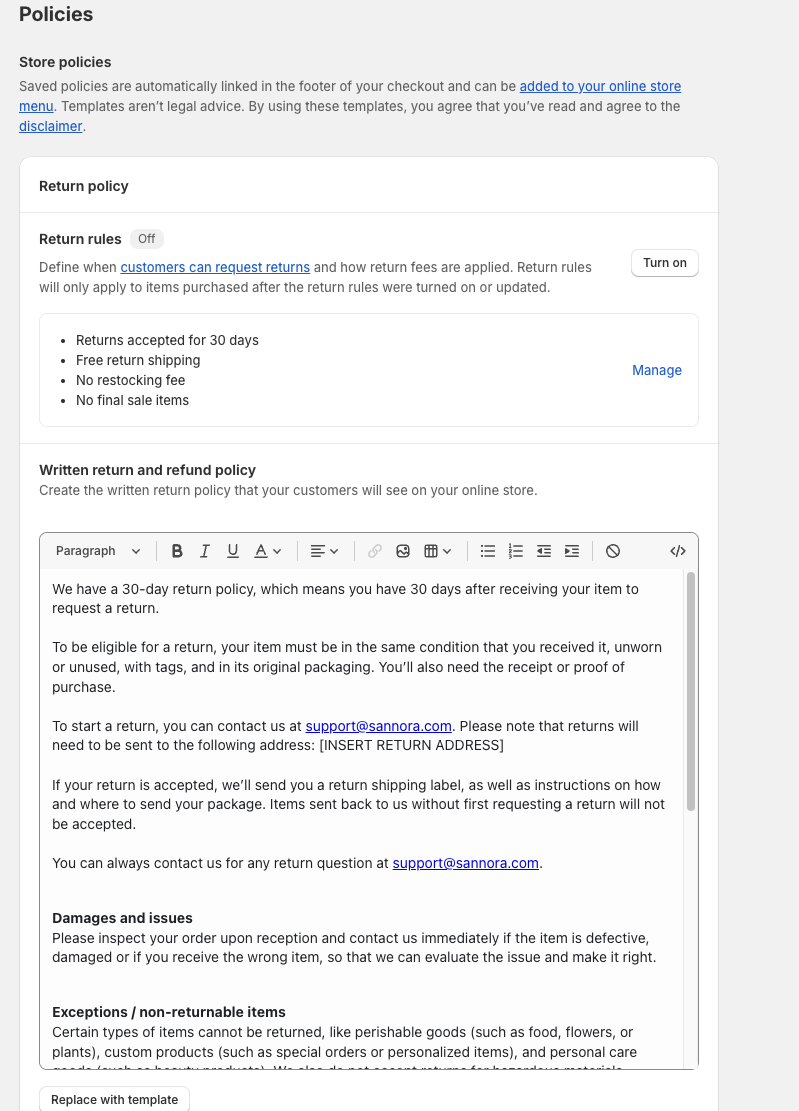 Policies
Store policies
Saved policies are automatically linked in the footer of your checkout and can be added to your online store
menu. Templates aren’t legal advice. By using these templates, you agree that you’ve read and agree to the
disclaimer.
Return policy
Return rules Off
Define when customers can request returns and how return fees are applied. Return rules
will only apply to items purchased after the return rules were turned on or updated.
Turn on
• Returns accepted for 30 days
• Free return shipping
• No restocking fee
• No final sale items
Manage
Written return and refund policy
Create the written return policy that your customers will see on your online store.
Paragraph B I U A </>
We have a 30-day return policy, which means you have 30 days after receiving your item to
request a return.
To be eligible for a return, your item must be in the same condition that you received it, unworn
or unused, with tags, and in its original packaging. You’ll also need the receipt or proof of
purchase.
To start a return, you can contact us at support@sannora.com. Please note that returns will
need to be sent to the following address: [INSERT RETURN ADDRESS]
If your return is accepted, we’ll send you a return shipping label, as well as instructions on how
and where to send your package. Items sent back to us without first requesting a return will not
be accepted.
You can always contact us for any return question at support@sannora.com.
Damages and issues
Please inspect your order upon reception and contact us immediately if the item is defective,
damaged or if you receive the wrong item, so that we can evaluate the issue and make it right.
Exceptions / non-returnable items
Certain types of items cannot be returned, like perishable goods (such as food, flowers, or
plants), custom products (such as special orders or personalized items), and personal care
goods (such as beauty products). We also do not accept returns for hazardous materials,
Replace with template